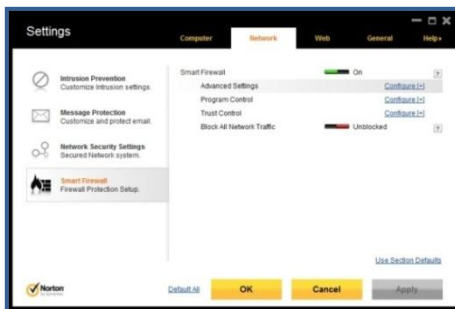 Settings
Computer Network Web General Help
Intrusion Prevention
Customize Intrusion settings.
Message Protection
Customize and protect email.
Network Security Settings
Secured Network system.
Smart Firewall
Firewall Protection Setup.
Smart Firewall On ?
Advanced Settings Configure [+]
Program Control Configure [+]
Trust Control Configure [+]
Block All Network Traffic Unblocked ?
Use Section Defaults
Norton
by Symantec
Default All OK Cancel Apply